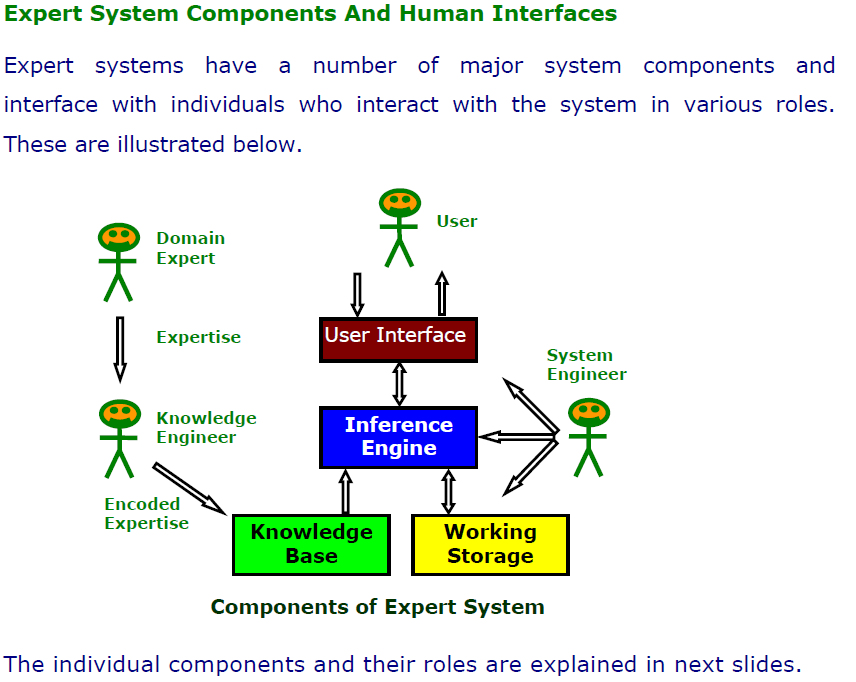 Expert System Components And Human Interfaces
Expert systems have a number of major system components and
interface with individuals who interact with the system in various roles.
These are illustrated below.
User
Domain
Expert
Expertise
User Interface
System
Engineer
Knowledge
Engineer
Inference
Engine
Encoded
Expertise
Knowledge
Base
Working
Storage
Components of Expert System
The individual components and their roles are explained in next slides.